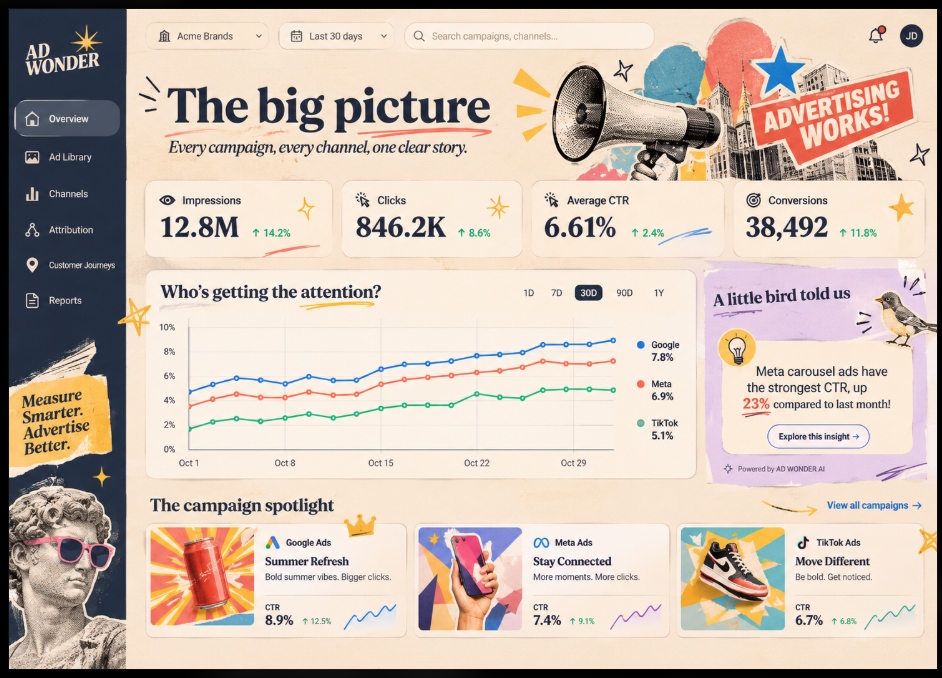 AD
WONDER
Acme Brands
Last 30 days
Search campaigns, channels...
JD
Overview
Ad Library
Channels
Attribution
Customer Journeys
Reports
Measure
Smarter.
Advertise
Better.
The big picture
Every campaign, every channel, one clear story.
ADVERTISING
WORKS!
Impressions
12.8M ↑ 14.2%
Clicks
846.2K ↑ 8.6%
Average CTR
6.61% ↑ 2.4%
Conversions
38,492 ↑ 11.8%
Who's getting the attention?
1D 7D 30D 90D 1Y
10%
8%
6%
4%
2%
0%
Oct 1 Oct 8 Oct 15 Oct 22 Oct 29
Google
7.8%
Meta
6.9%
TikTok
5.1%
A little bird told us
Meta carousel ads have
the strongest CTR, up
23% compared to last month!
Explore this insight →
Powered by AD WONDER AI
The campaign spotlight
View all campaigns →
Google Ads
Summer Refresh
Bold summer vibes. Bigger clicks.
CTR
8.9% ↑ 12.5%
Meta Ads
Stay Connected
More moments. More clicks.
CTR
7.4% ↑ 9.1%
TikTok Ads
Move Different
Be bold. Get noticed.
CTR
6.7% ↑ 6.8%